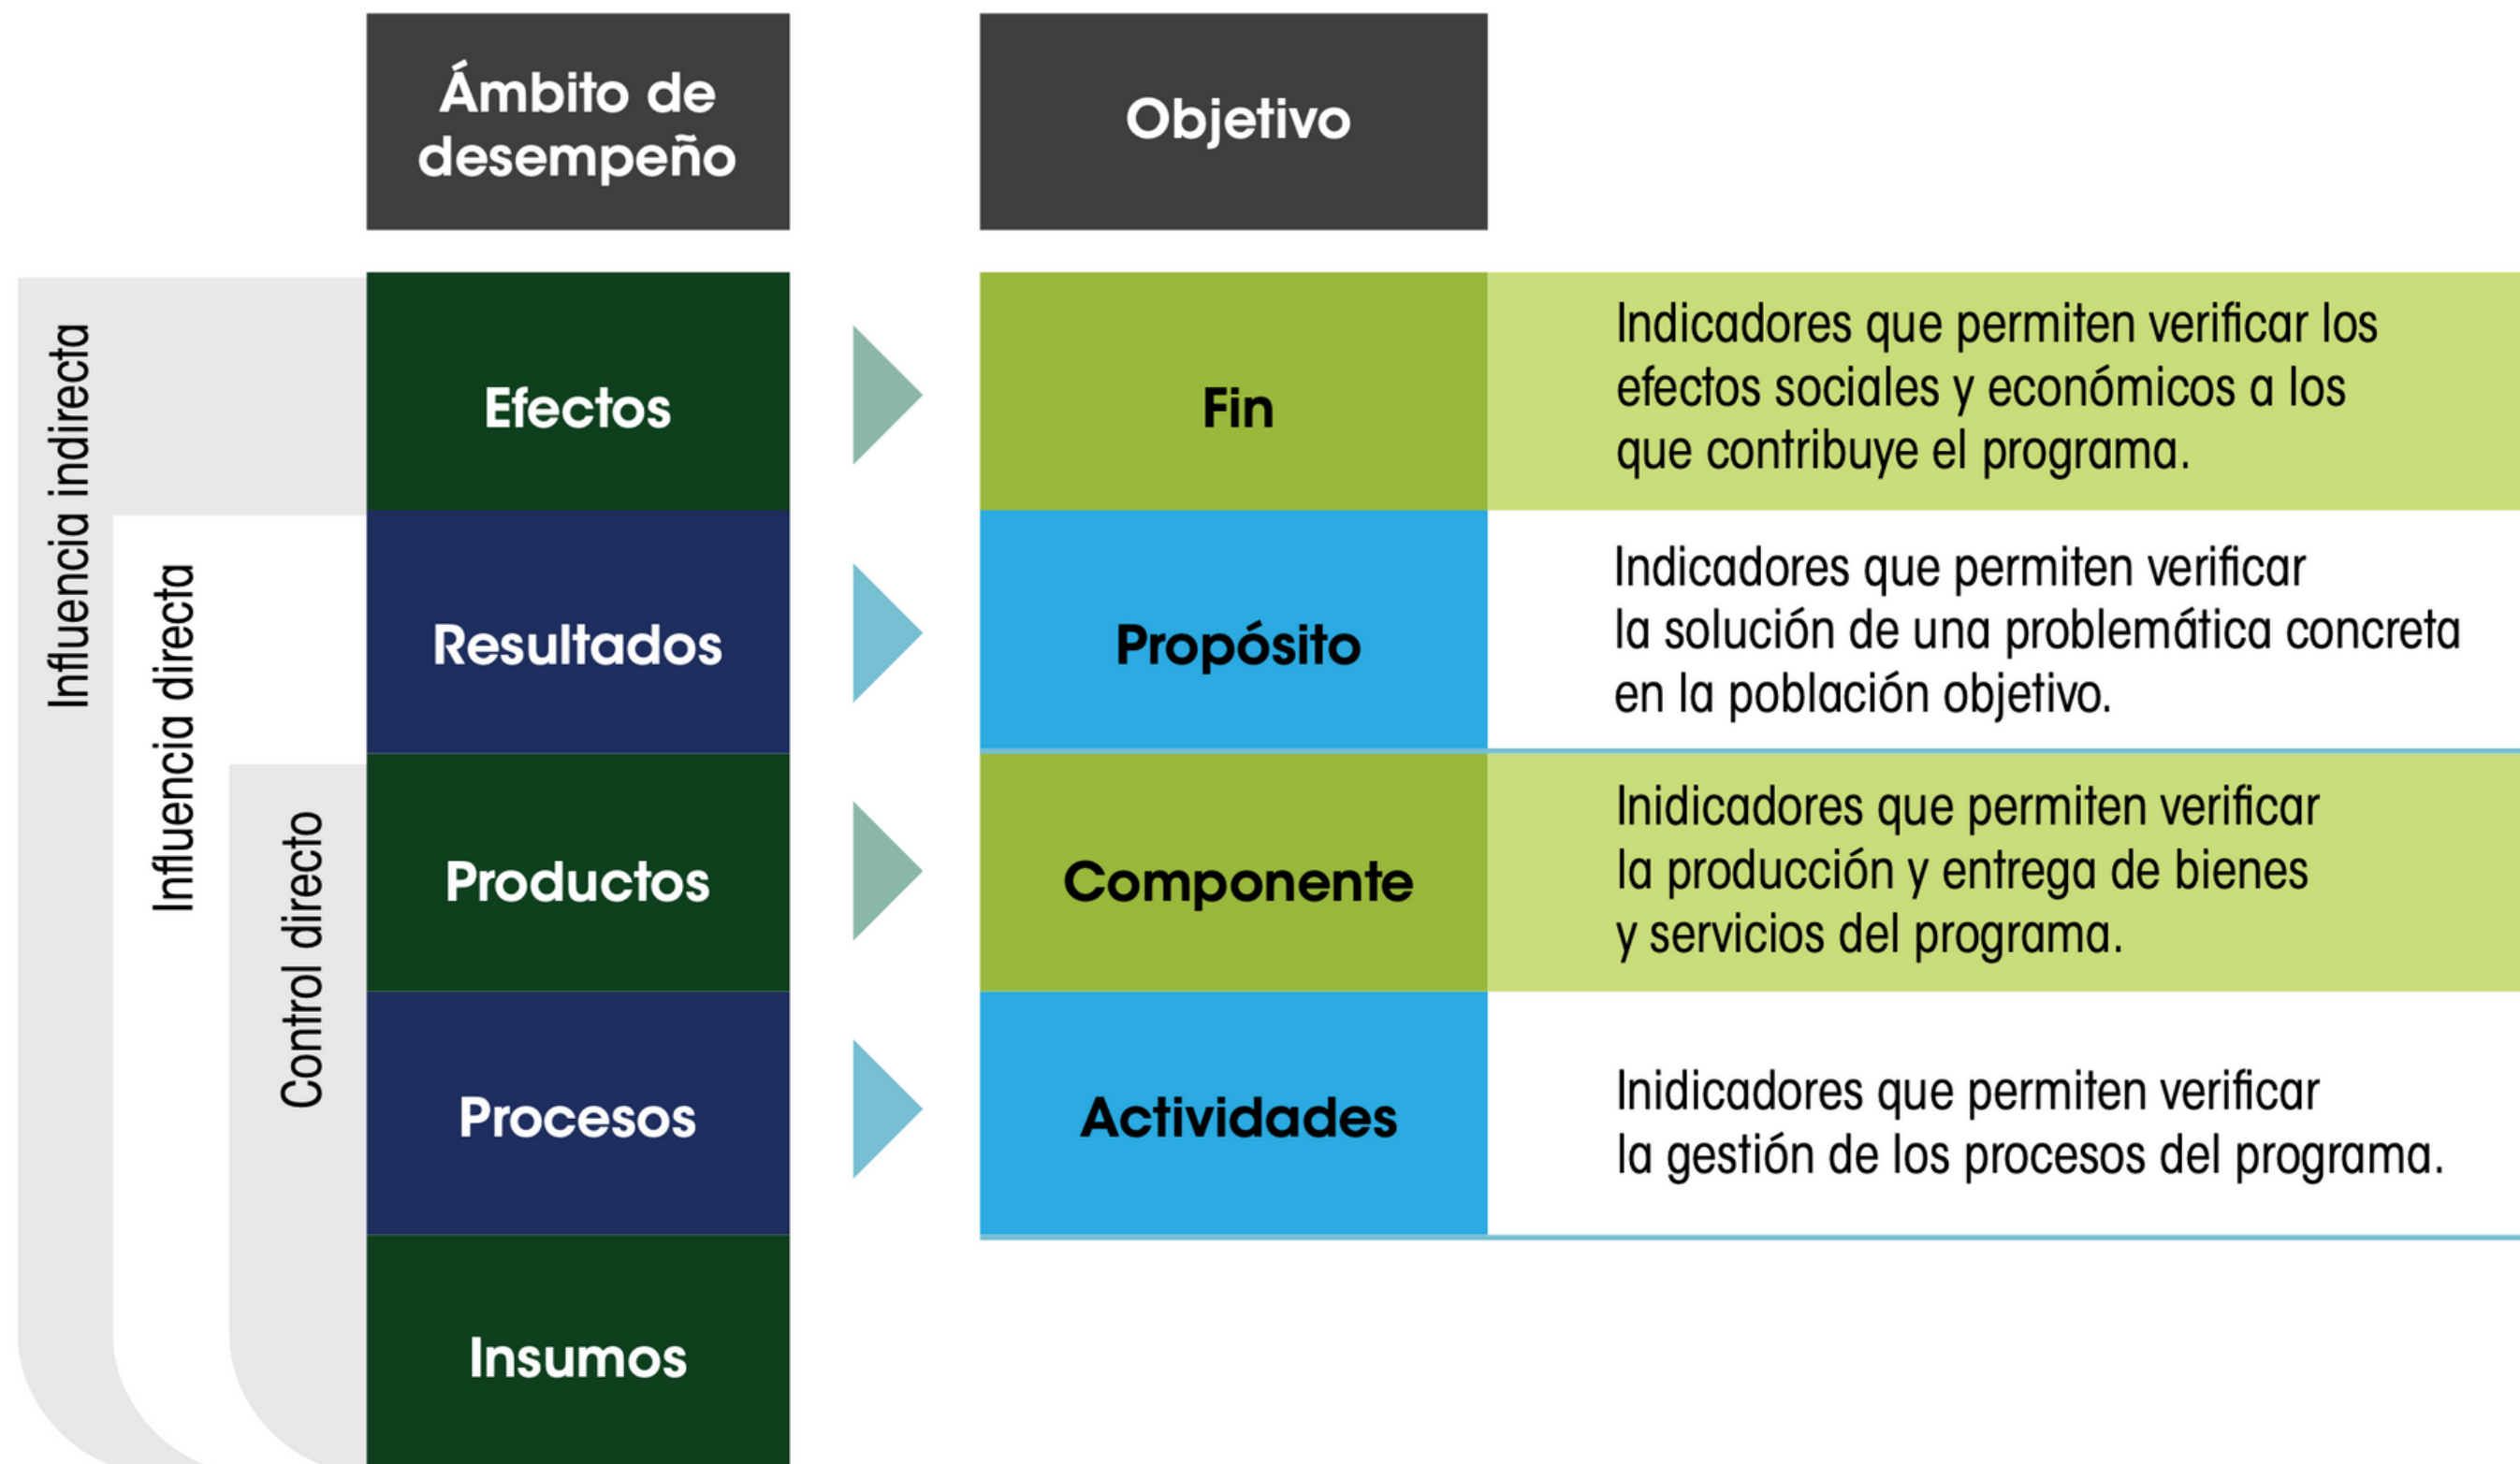 Ámbito de
desempeño
Objetivo
Influencia indirecta
Influencia directa
Control directo
Efectos
Fin
Indicadores que permiten verificar los
efectos sociales y económicos a los
que contribuye el programa.
Resultados
Propósito
Indicadores que permiten verificar
la solución de una problemática concreta
en la población objetivo.
Productos
Componente
Inidicadores que permiten verificar
la producción y entrega de bienes
y servicios del programa.
Procesos
Actividades
Inidicadores que permiten verificar
la gestión de los procesos del programa.
Insumos